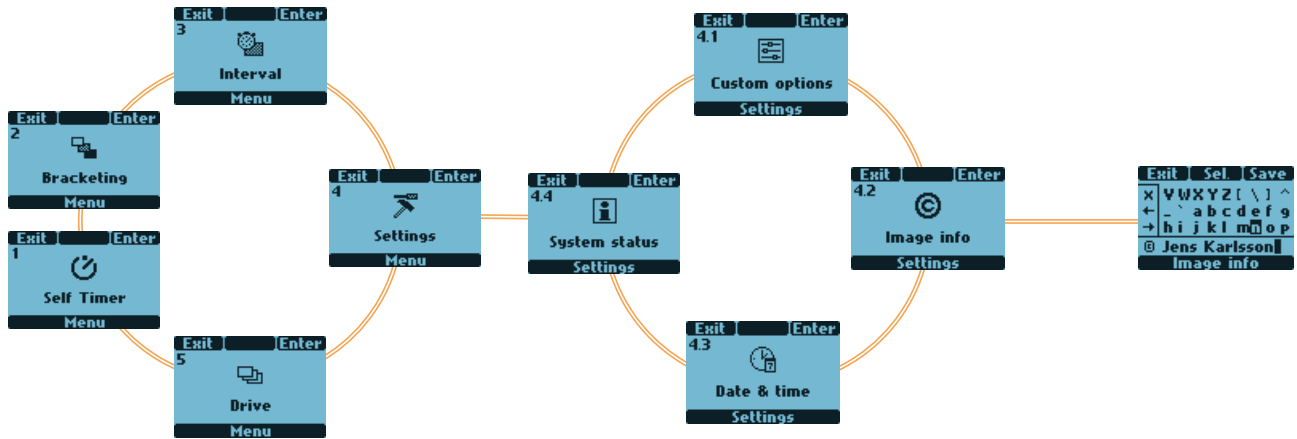 Exit Enter
3
Interval
Menu
Exit Enter
2
Bracketing
Menu
Exit Enter
1
Self Timer
Menu
Exit Enter
4
Settings
Menu
Exit Enter
5
Drive
Menu
Exit Enter
4.1
Custom options
Settings
Exit Enter
4.4
i
System status
Settings
Exit Enter
4.2
©
Image info
Settings
Exit Enter
4.3
?
Date & time
Settings
Exit Sel. Save
X V W X Y Z [ \ ] ^
← _ ` a b c d e f g
→ h i j k l m n o p
© Jens Karlsson
Image info